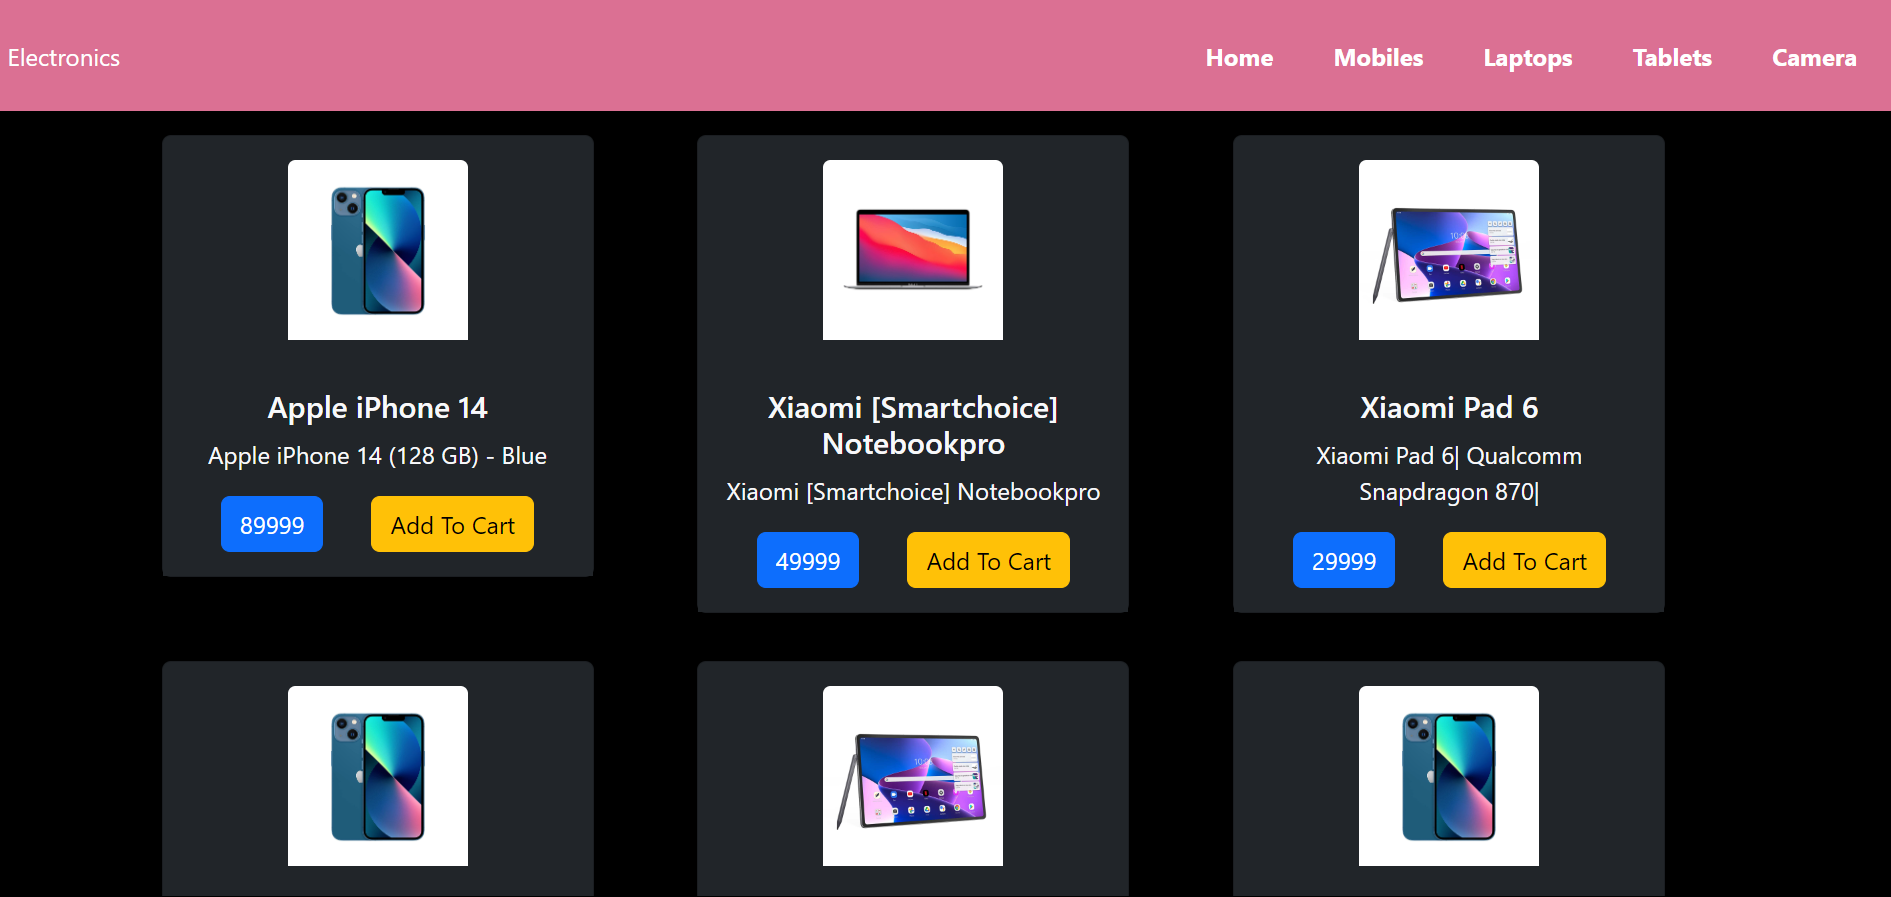 Electronics
Home Mobiles Laptops Tablets Camera
Apple iPhone 14
Apple iPhone 14 (128 GB) - Blue
89999 Add To Cart
Xiaomi [Smartchoice]
Notebookpro
Xiaomi [Smartchoice] Notebookpro
49999 Add To Cart
Xiaomi Pad 6
Xiaomi Pad 6| Qualcomm
Snapdragon 870|
29999 Add To Cart